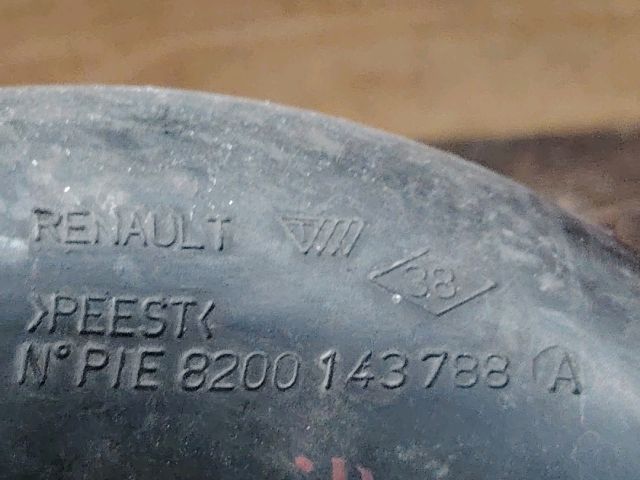 RENAULT
38
>PEEST<
N° PIE 8200 143788 A